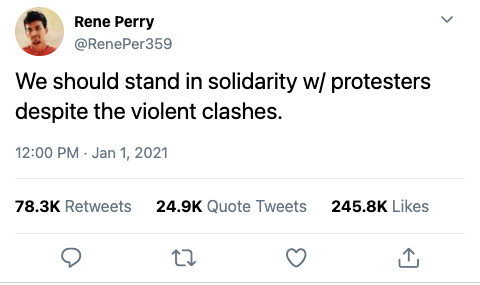 Rene Perry
@RenePer359
We should stand in solidarity w/ protesters
despite the violent clashes.
12:00 PM · Jan 1, 2021
78.3K Retweets 24.9K Quote Tweets 245.8K Likes